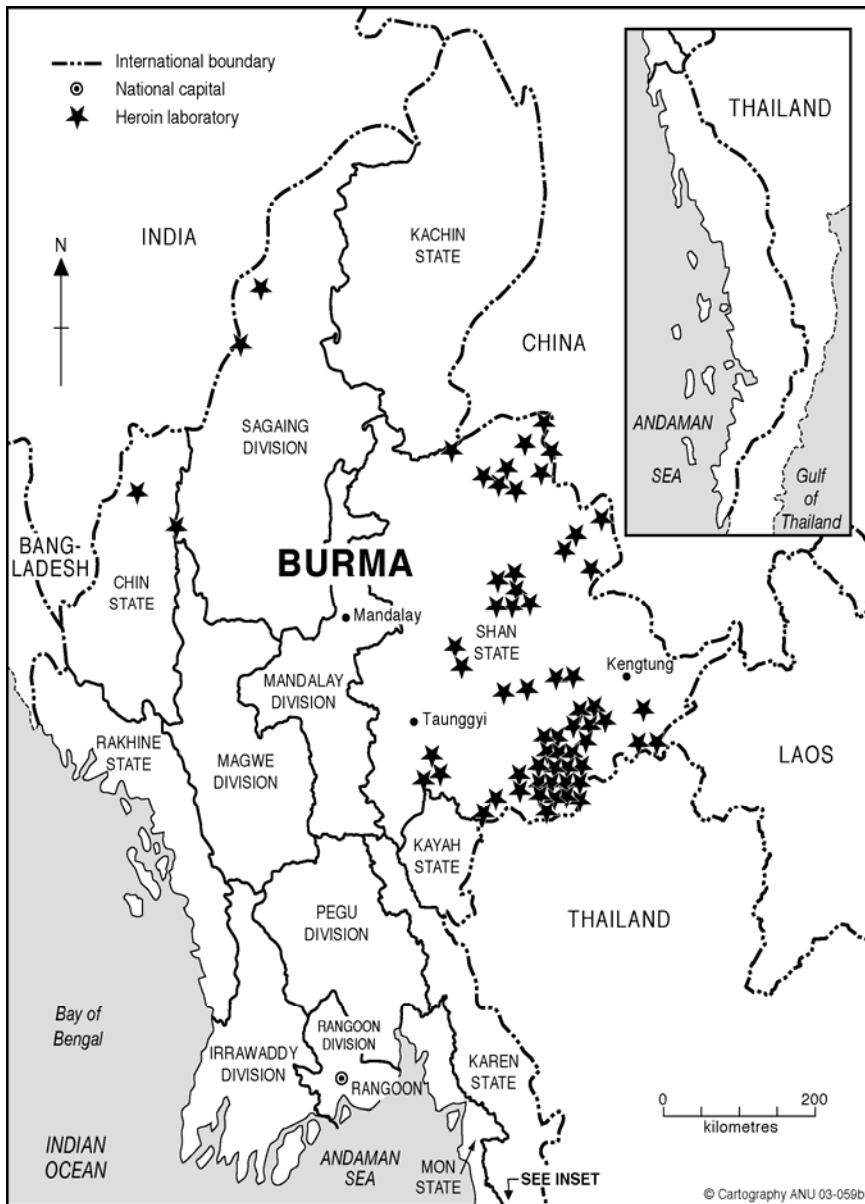 International boundary
National capital
Heroin laboratory
N
INDIA
KACHIN
STATE
CHINA
THAILAND
ANDAMAN
SEA
Gulf
of
Thailand
SAGAING
DIVISION
BANG-
LADESH
CHIN
STATE
BURMA
Mandalay
SHAN
STATE
Kengtung
MANDALAY
DIVISION
Taunggyi
RAKHINE
STATE
MAGWE
DIVISION
LAOS
KAYAH
STATE
PEGU
DIVISION
THAILAND
Bay of
Bengal
RANGOON
DIVISION
IRRAWADDY
DIVISION
RANGOON
KAREN
STATE
0 200
kilometres
INDIAN
OCEAN
ANDAMAN
SEA
MON
STATE
SEE INSET
© Cartography ANU 03-059b